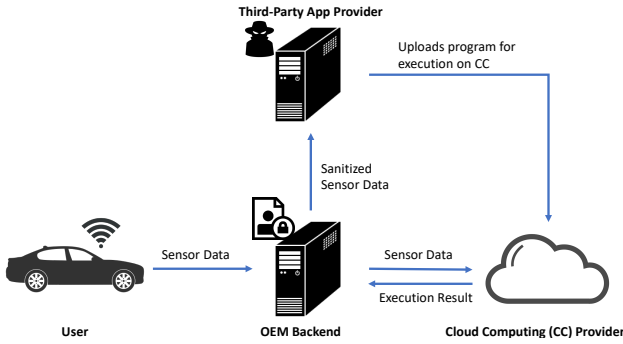 Third-Party App Provider
Uploads program for
execution on CC
Sanitized
Sensor Data
Sensor Data
Sensor Data
Execution Result
User
OEM Backend
Cloud Computing (CC) Provider